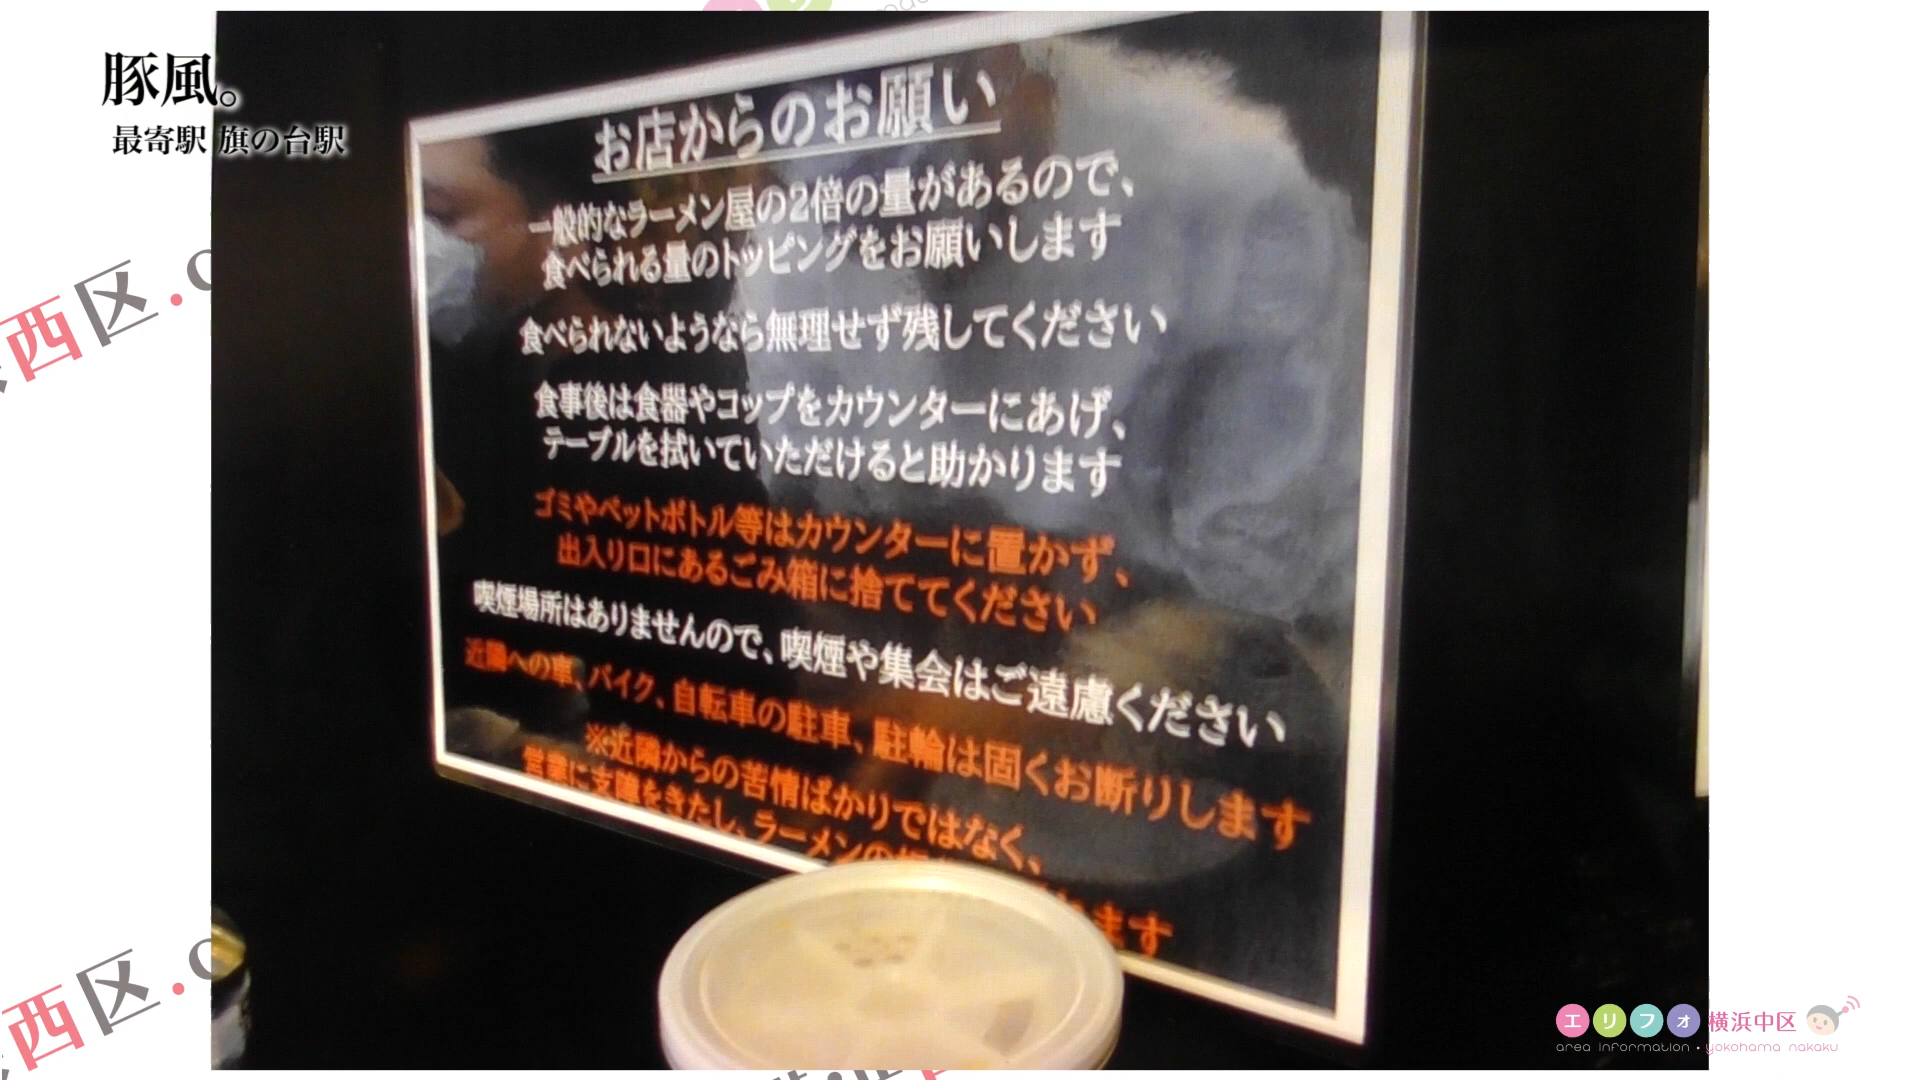 豚風。
最寄駅 旗の台駅
お店からのお願い
一般的なラーメン屋の2倍の量があるので、
食べられる量のトッピングをお願いします
食べられないようなら無理せず残してください
食事後は食器やコップをカウンターにあげ、
テーブルを拭いていただけると助かります
ゴミやペットボトル等はカウンターに置かず、
出入り口にあるごみ箱に捨ててください
喫煙場所はありませんので、喫煙や集会はご遠慮ください
近隣への車、バイク、自転車の駐車、駐輪は固くお断りします
※近隣からの苦情ばかりではなく、
営業に支障をきたし、ラーメンの
ます
西区.
西区.
エリフォ 横浜中区
area information・yokohama nakaku